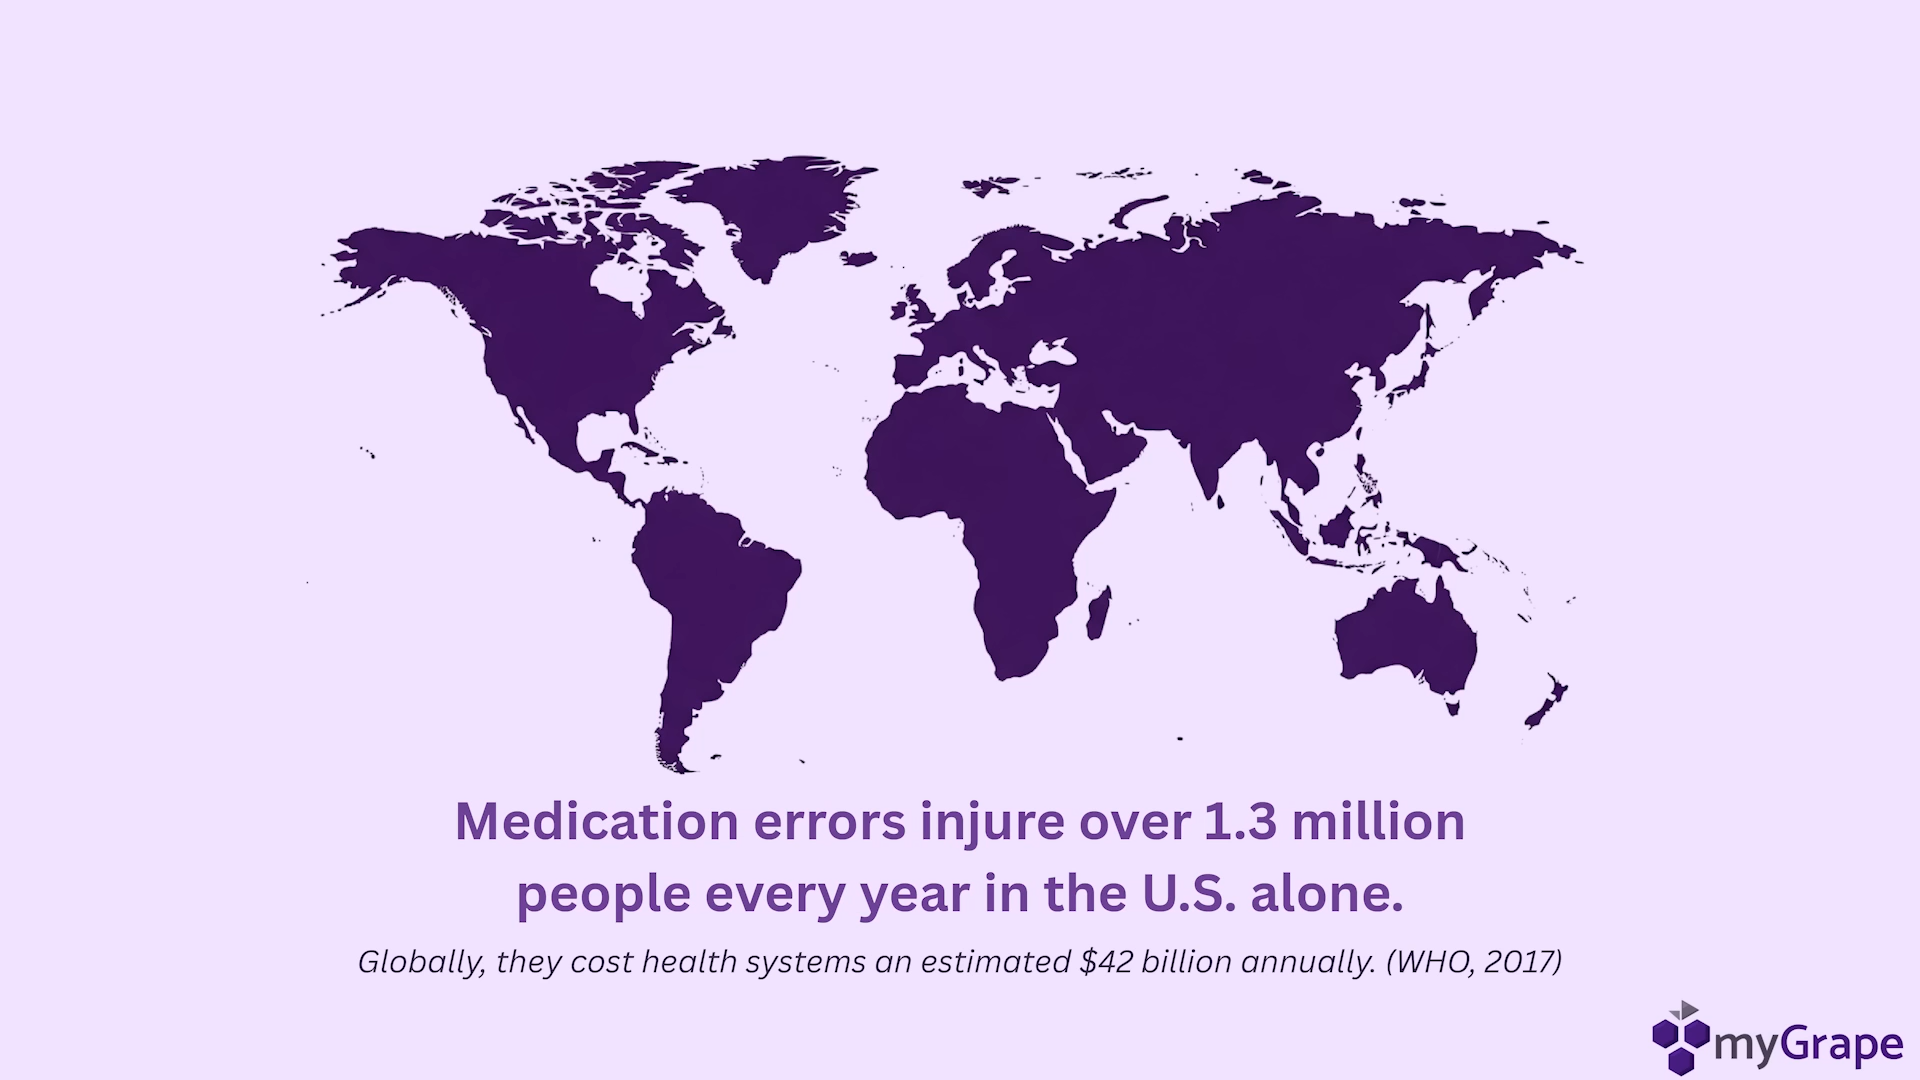 Medication errors injure over 1.3 million
people every year in the U.S. alone.
Globally, they cost health systems an estimated $42 billion annually. (WHO, 2017)
myGrape